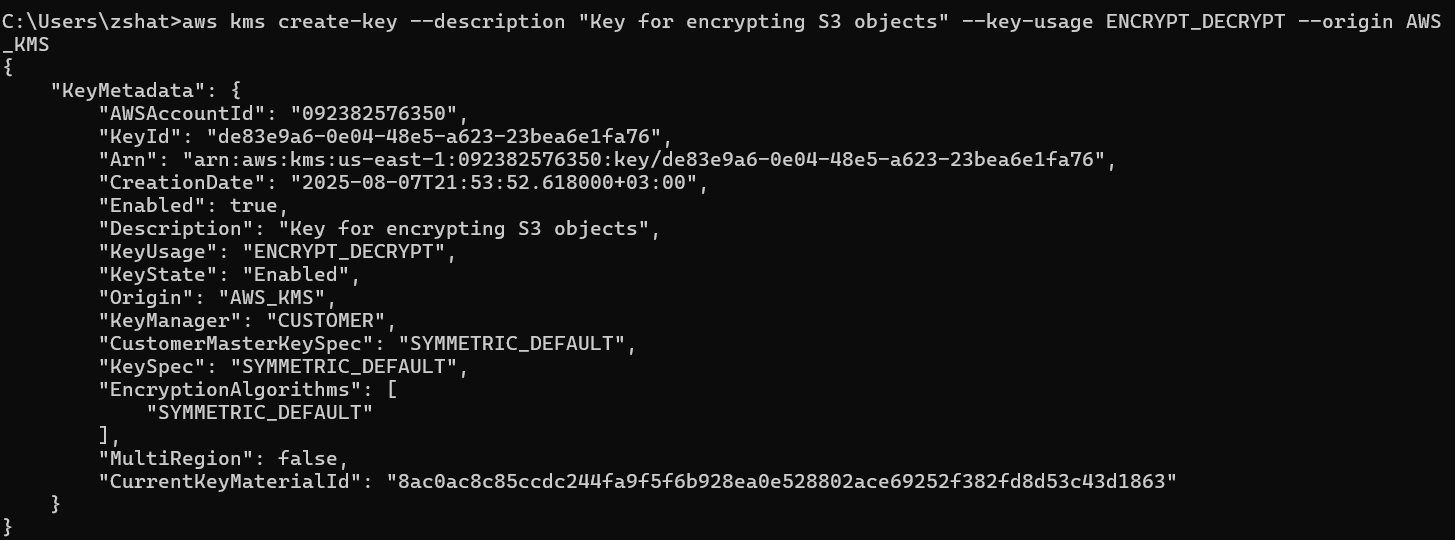 C:\Users\zshat>aws kms create-key --description "Key for encrypting S3 objects" --key-usage ENCRYPT_DECRYPT --origin AWS
_KMS
{
    "KeyMetadata": {
        "AWSAccountId": "092382576350",
        "KeyId": "de83e9a6-0e04-48e5-a623-23bea6e1fa76",
        "Arn": "arn:aws:kms:us-east-1:092382576350:key/de83e9a6-0e04-48e5-a623-23bea6e1fa76",
        "CreationDate": "2025-08-07T21:53:52.618000+03:00",
        "Enabled": true,
        "Description": "Key for encrypting S3 objects",
        "KeyUsage": "ENCRYPT_DECRYPT",
        "KeyState": "Enabled",
        "Origin": "AWS_KMS",
        "KeyManager": "CUSTOMER",
        "CustomerMasterKeySpec": "SYMMETRIC_DEFAULT",
        "KeySpec": "SYMMETRIC_DEFAULT",
        "EncryptionAlgorithms": [
            "SYMMETRIC_DEFAULT"
        ],
        "MultiRegion": false,
        "CurrentKeyMaterialId": "8ac0ac8c85ccdc244fa9f5f6b928ea0e528802ace69252f382fd8d53c43d1863"
    }
}